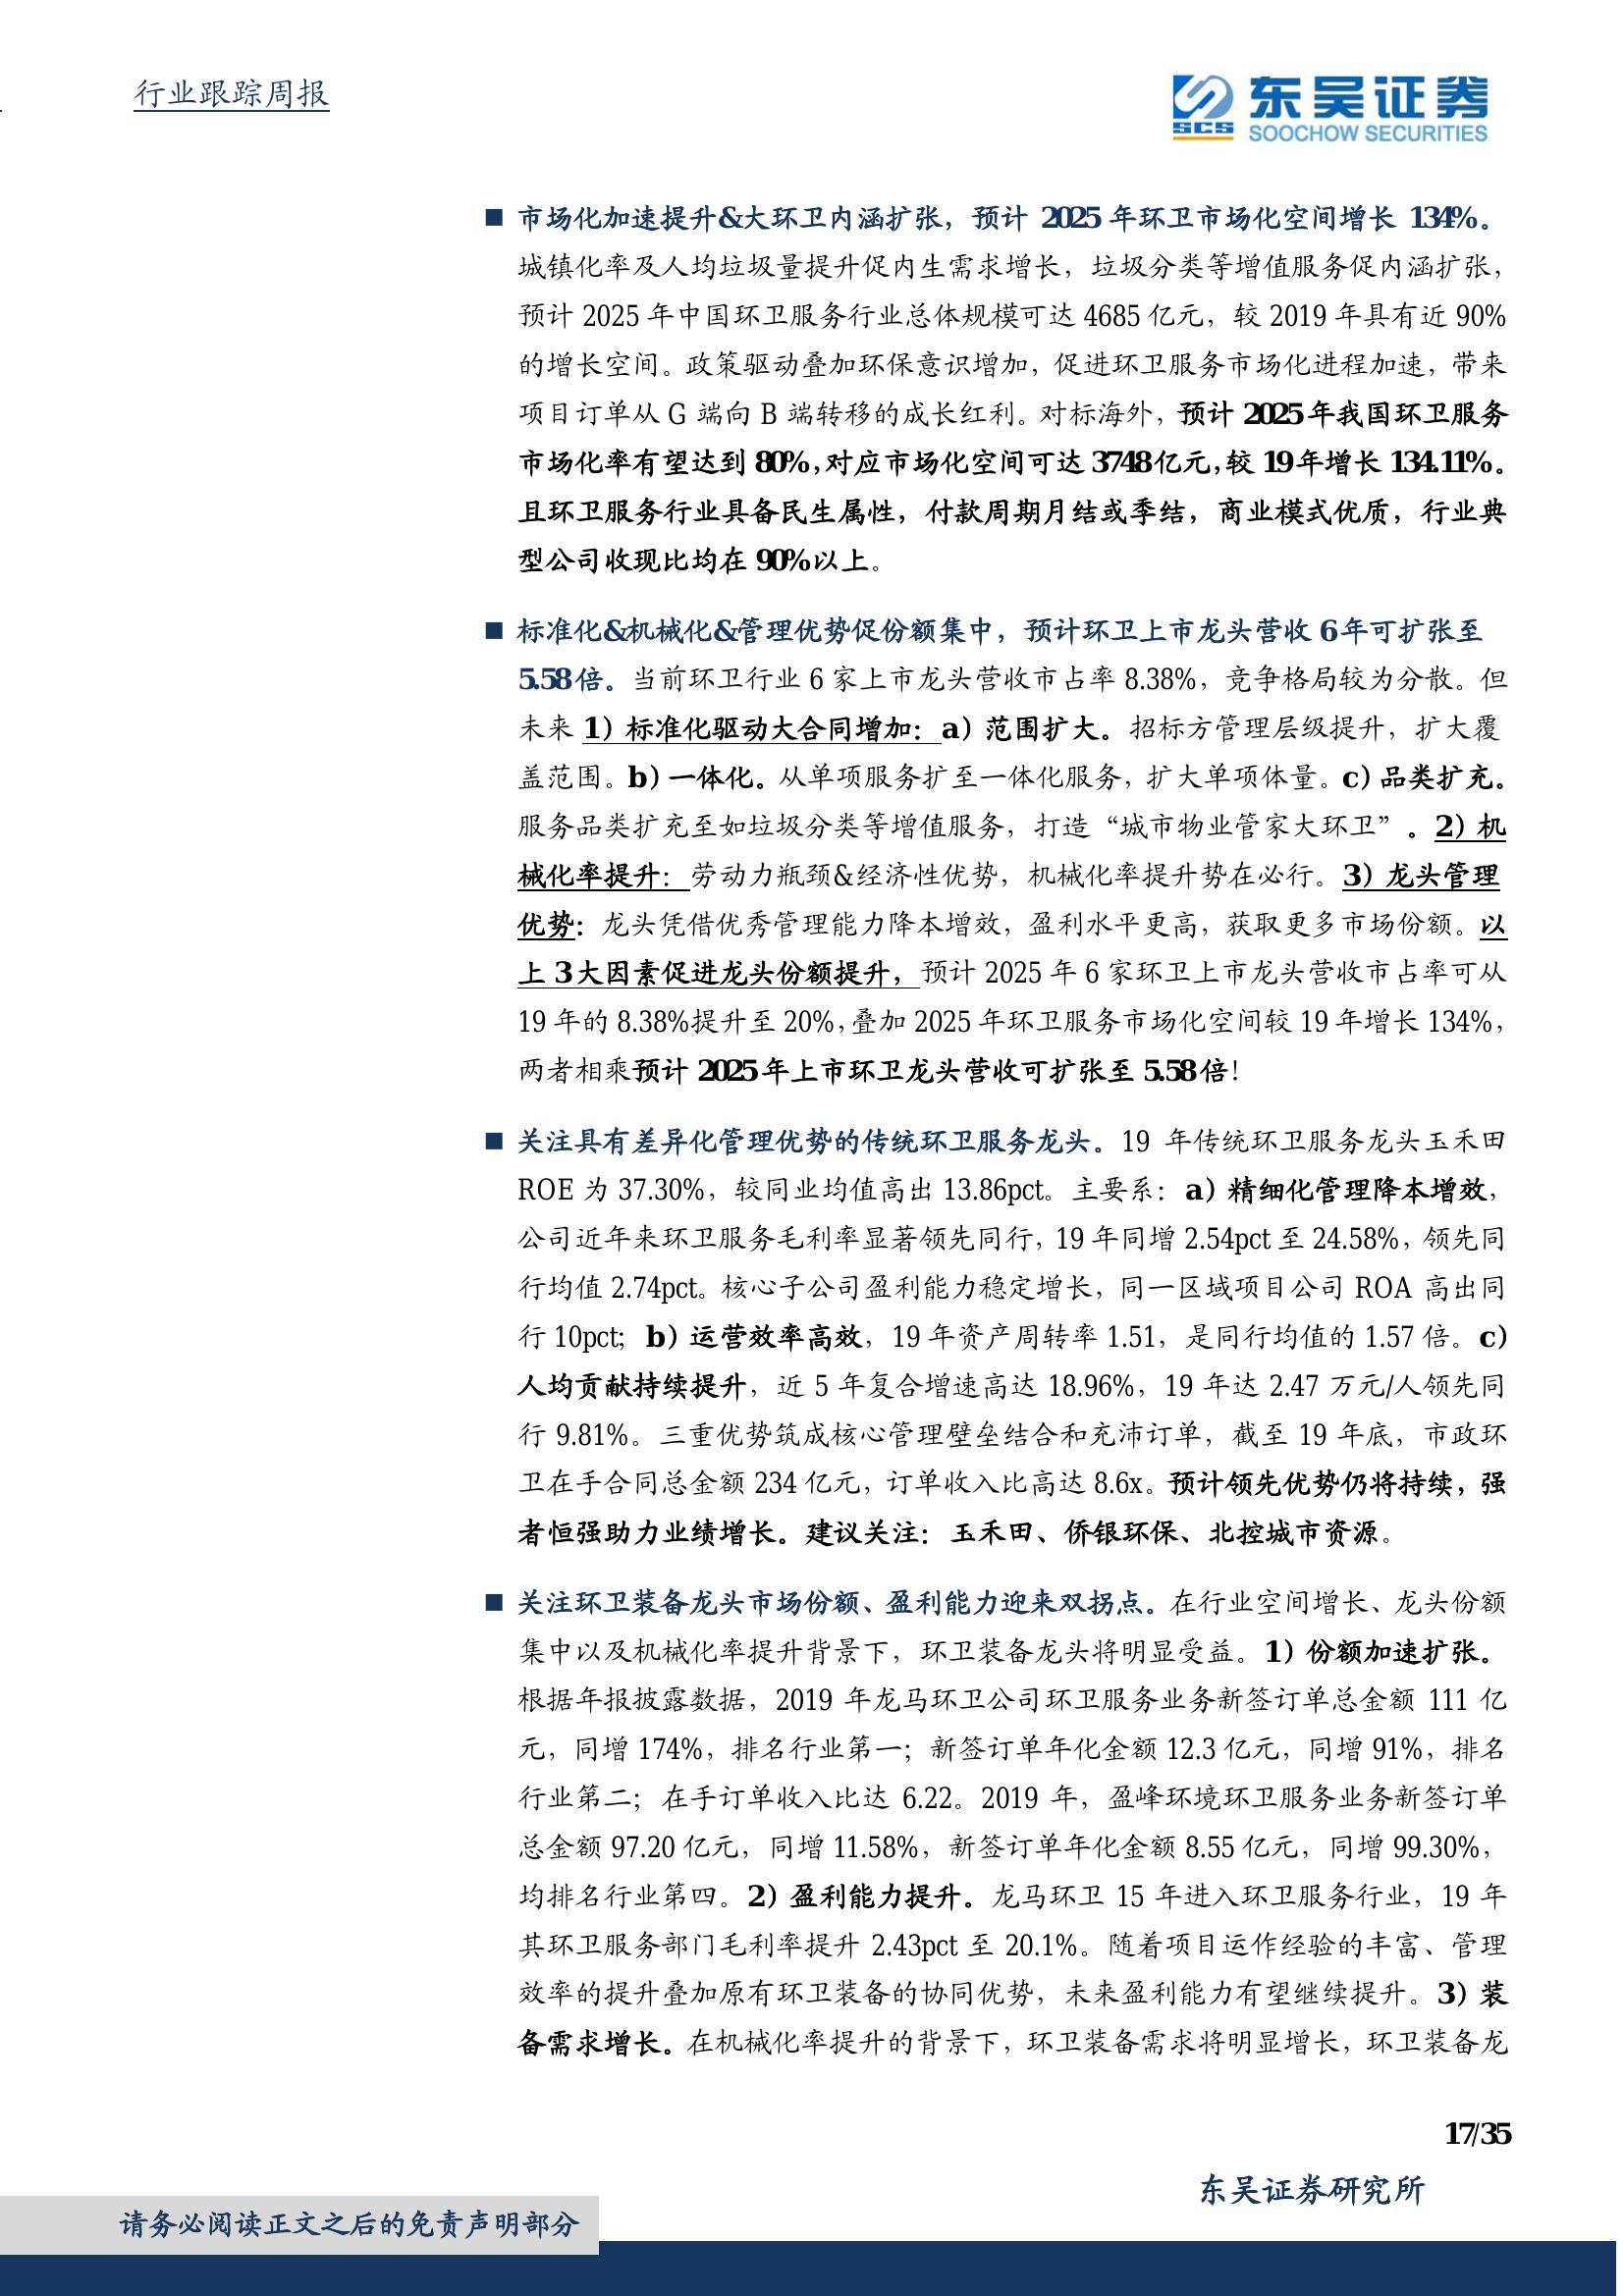 行业跟踪周报
东吴证券
SCS
SOOCHOW SECURITIES
■ 市场化加速提升&大环卫内涵扩张，预计 2025 年环卫市场化空间增长 134%。
城镇化率及人均垃圾量提升促内生需求增长，垃圾分类等增值服务促内涵扩张，
预计 2025 年中国环卫服务行业总体规模可达 4685 亿元，较 2019 年具有近 90%
的增长空间。政策驱动叠加环保意识增加，促进环卫服务市场化进程加速，带来
项目订单从 G 端向 B 端转移的成长红利。对标海外，预计 2025 年我国环卫服务
市场化率有望达到 80%，对应市场化空间可达 3748 亿元，较 19 年增长 134.11%。
且环卫服务行业具备民生属性，付款周期月结或季结，商业模式优质，行业典
型公司收现比均在 90%以上。
■ 标准化&机械化&管理优势促份额集中，预计环卫上市龙头营收 6 年可扩张至
5.58 倍。当前环卫行业 6 家上市龙头营收市占率 8.38%，竞争格局较为分散。但
未来 1）标准化驱动大合同增加：a）范围扩大。招标方管理层级提升，扩大覆
盖范围。b）一体化。从单项服务扩至一体化服务，扩大单项体量。c）品类扩充。
服务品类扩充至如垃圾分类等增值服务，打造“城市物业管家大环卫”。2）机
械化率提升：劳动力瓶颈&经济性优势，机械化率提升势在必行。3）龙头管理
优势：龙头凭借优秀管理能力降本增效，盈利水平更高，获取更多市场份额。以
上 3 大因素促进龙头份额提升，预计 2025 年 6 家环卫上市龙头营收市占率可从
19 年的 8.38%提升至 20%，叠加 2025 年环卫服务市场化空间较 19 年增长 134%，
两者相乘预计 2025 年上市环卫龙头营收可扩张至 5.58 倍！
■ 关注具有差异化管理优势的传统环卫服务龙头。19 年传统环卫服务龙头玉禾田
ROE 为 37.30%，较同业均值高出 13.86pct。主要系：a）精细化管理降本增效，
公司近年来环卫服务毛利率显著领先同行，19 年同增 2.54pct 至 24.58%，领先同
行均值 2.74pct。核心子公司盈利能力稳定增长，同一区域项目公司 ROA 高出同
行 10pct；b）运营效率高效，19 年资产周转率 1.51，是同行均值的 1.57 倍。c）
人均贡献持续提升，近 5 年复合增速高达 18.96%，19 年达 2.47 万元/人领先同
行 9.81%。三重优势筑成核心管理壁垒结合和充沛订单，截至 19 年底，市政环
卫在手合同总金额 234 亿元，订单收入比高达 8.6x。预计领先优势仍将持续，强
者恒强助力业绩增长。建议关注：玉禾田、侨银环保、北控城市资源。
■ 关注环卫装备龙头市场份额、盈利能力迎来双拐点。在行业空间增长、龙头份额
集中以及机械化率提升背景下，环卫装备龙头将明显受益。1）份额加速扩张。
根据年报披露数据，2019 年龙马环卫公司环卫服务业务新签订单总金额 111 亿
元，同增 174%，排名行业第一；新签订单年化金额 12.3 亿元，同增 91%，排名
行业第二；在手订单收入比达 6.22。2019 年，盈峰环境环卫服务业务新签订单
总金额 97.20 亿元，同增 11.58%，新签订单年化金额 8.55 亿元，同增 99.30%，
均排名行业第四。2）盈利能力提升。龙马环卫 15 年进入环卫服务行业，19 年
其环卫服务部门毛利率提升 2.43pct 至 20.1%。随着项目运作经验的丰富、管理
效率的提升叠加原有环卫装备的协同优势，未来盈利能力有望继续提升。3）装
备需求增长。在机械化率提升的背景下，环卫装备需求将明显增长，环卫装备龙
17/35
东吴证券研究所
请务必阅读正文之后的免责声明部分